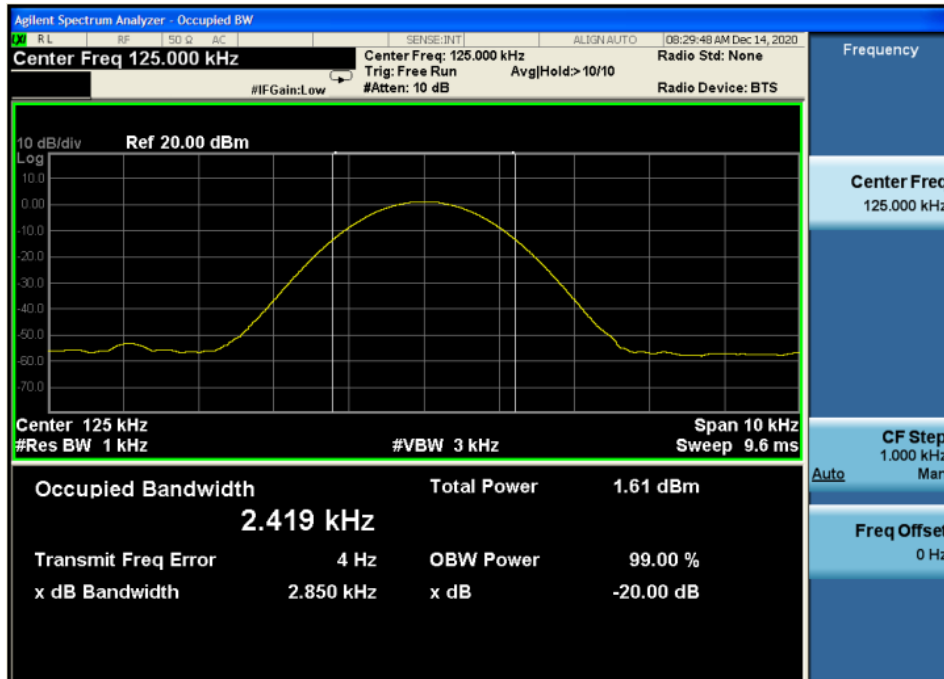 Agilent Spectrum Analyzer - Occupied BW
LXI RL RF 50 Ω AC SENSE:INT ALIGN AUTO 08:29:48 AM Dec 14, 2020
Center Freq 125.000 kHz
Center Freq: 125.000 kHz
Radio Std: None
Trig: Free Run
Avg|Hold:> 10/10
#IFGain:Low
#Atten: 10 dB
Radio Device: BTS
10 dB/div Ref 20.00 dBm
Log
10.0
0.00
-10.0
-20.0
-30.0
-40.0
-50.0
-60.0
-70.0
Center 125 kHz
Span 10 kHz
#Res BW 1 kHz
#VBW 3 kHz
Sweep 9.6 ms
Occupied Bandwidth
2.419 kHz
Total Power 1.61 dBm
Transmit Freq Error 4 Hz
OBW Power 99.00 %
x dB Bandwidth 2.850 kHz
x dB -20.00 dB
Frequency
Center Freq
125.000 kHz
CF Step
1.000 kHz
Auto Man
Freq Offset
0 Hz